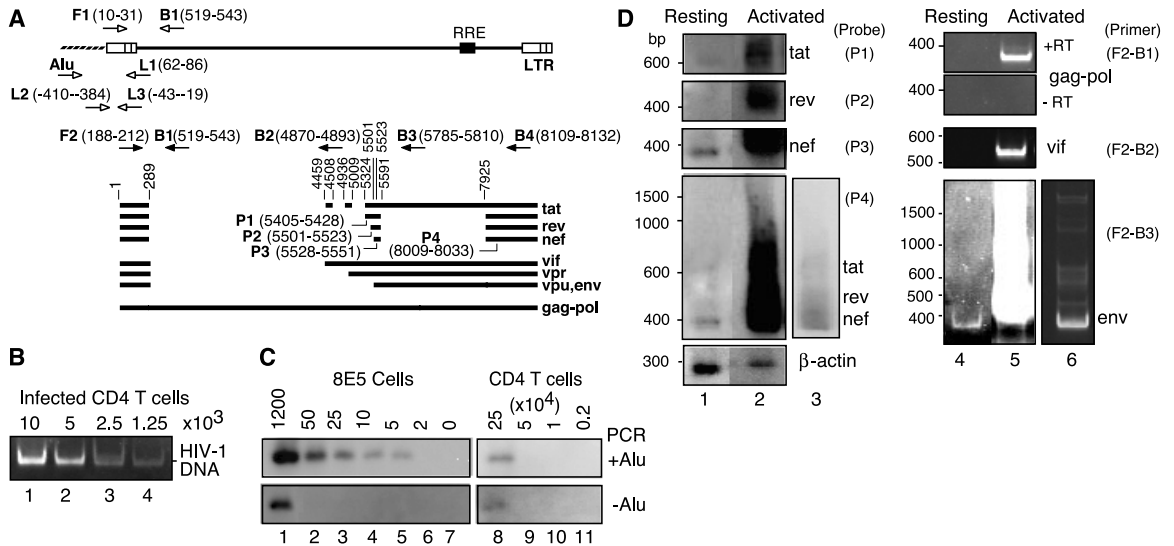 A
F1 (10-31) B1(519-543)
RRE
Alu L1(62-86) LTR
L2(-410--384) L3(-43--19)
F2 (188-212) B1(519-543) B2(4870-4893) B3(5785-5810) B4(8109-8132)
1 289 4459 4508 4936 5009 5324 5501 5523 5591 7925
tat
P1 (5405-5428) rev
P2 (5501-5523) P4 nef
P3 (5528-5551) (8009-8033)
vif
vpr
vpu,env
gag-pol
B
Infected CD4 T cells
10 5 2.5 1.25 x10³
HIV-1
DNA
1 2 3 4
C
8E5 Cells CD4 T cells
(x10⁴)
1200 50 25 10 5 2 0 25 5 1 0.2
PCR
+Alu
-Alu
1 2 3 4 5 6 7 8 9 10 11
D
Resting Activated
bp (Probe)
600 tat (P1)
400 rev (P2)
400 nef (P3)
1500 (P4)
1000
600 tat
rev
400 nef
300 β-actin
1 2 3
Resting Activated
(Primer)
400 +RT (F2-B1)
gag-pol
400 - RT
600 vif (F2-B2)
500
1500
1000 (F2-B3)
600
500
400 env
4 5 6